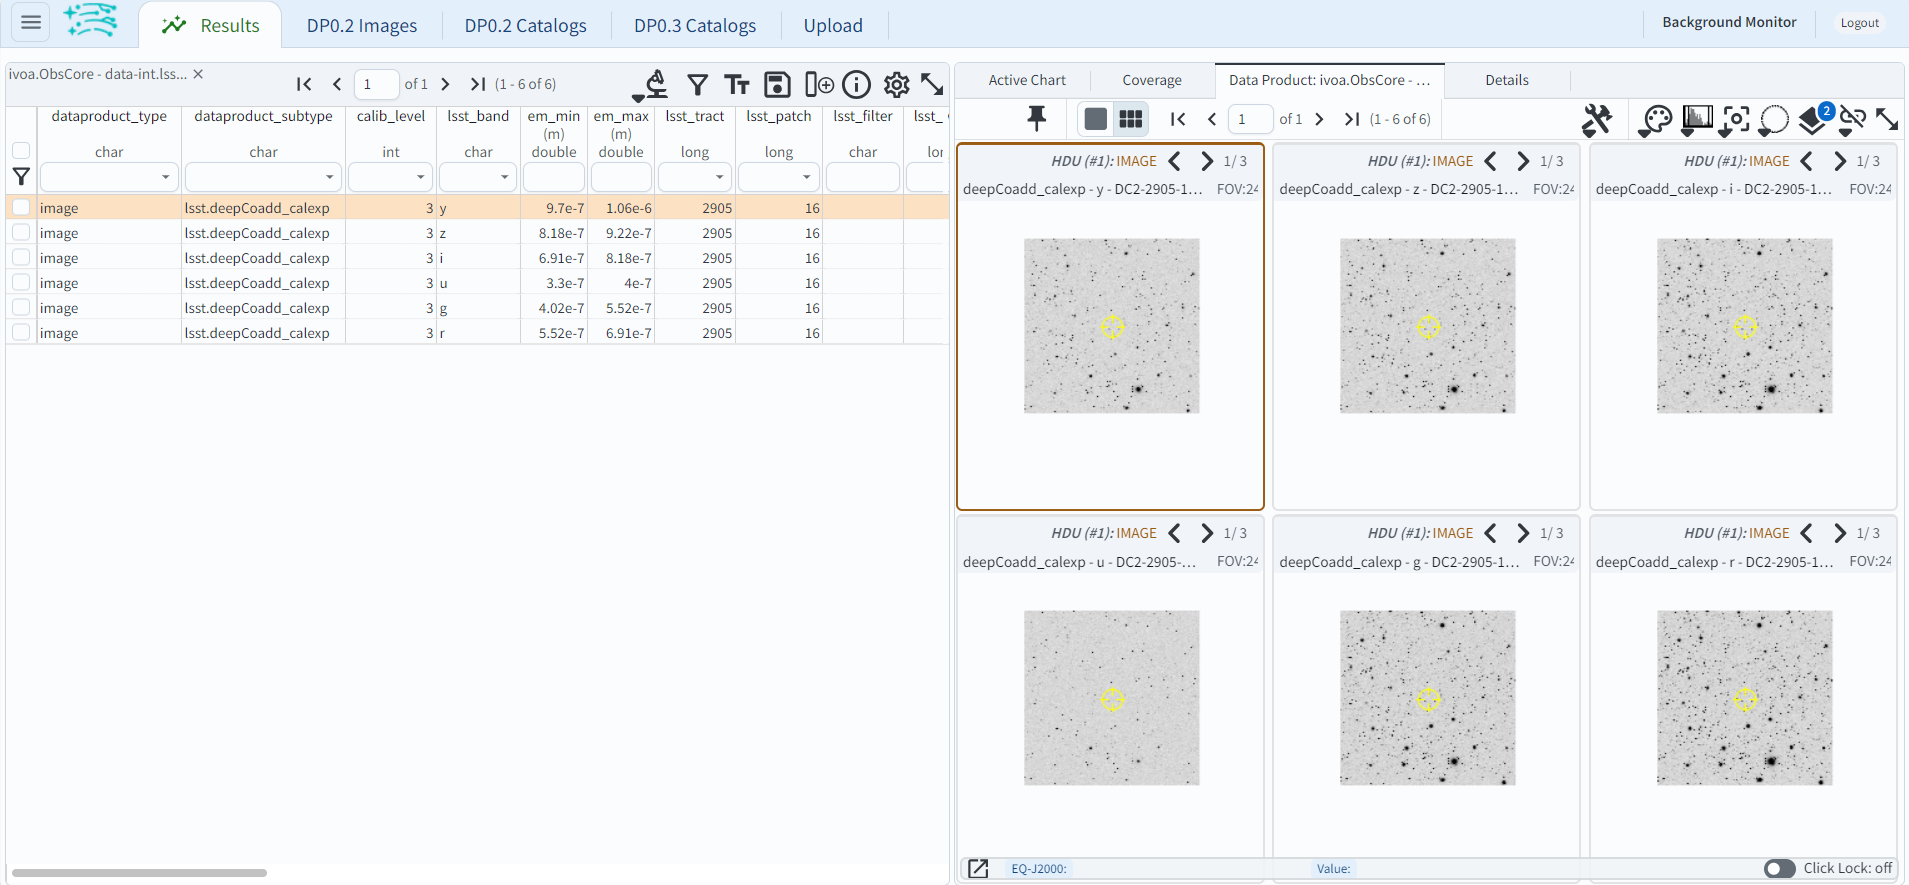 Results
DP0.2 Images
DP0.2 Catalogs
DP0.3 Catalogs
Upload
Background Monitor
Logout
ivoa.ObsCore - data-int.lss...
1 of 1 (1 - 6 of 6)
dataproduct_type dataproduct_subtype calib_level lsst_band em_min em_max lsst_tract lsst_patch lsst_filter lsst_
(m) (m)
char char int char double double long long char lon
image lsst.deepCoadd_calexp 3 y 9.7e-7 1.06e-6 2905 16
image lsst.deepCoadd_calexp 3 z 8.18e-7 9.22e-7 2905 16
image lsst.deepCoadd_calexp 3 i 6.91e-7 8.18e-7 2905 16
image lsst.deepCoadd_calexp 3 u 3.3e-7 4e-7 2905 16
image lsst.deepCoadd_calexp 3 g 4.02e-7 5.52e-7 2905 16
image lsst.deepCoadd_calexp 3 r 5.52e-7 6.91e-7 2905 16
Active Chart
Coverage
Data Product: ivoa.ObsCore - ...
Details
1 of 1 (1 - 6 of 6)
2
HDU (#1): IMAGE 1/ 3
deepCoadd_calexp - y - DC2-2905-1... FOV:24
HDU (#1): IMAGE 1/ 3
deepCoadd_calexp - z - DC2-2905-1... FOV:24
HDU (#1): IMAGE 1/ 3
deepCoadd_calexp - i - DC2-2905-1... FOV:24
HDU (#1): IMAGE 1/ 3
deepCoadd_calexp - u - DC2-2905-... FOV:24
HDU (#1): IMAGE 1/ 3
deepCoadd_calexp - g - DC2-2905-1... FOV:24
HDU (#1): IMAGE 1/ 3
deepCoadd_calexp - r - DC2-2905-1... FOV:24
EQ-J2000:
Value:
Click Lock: off